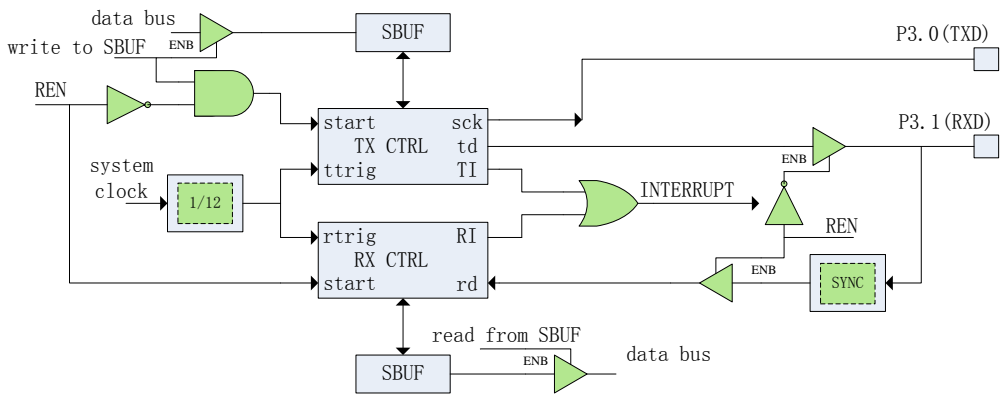 data bus
SBUF
ENB
write to SBUF
P3.0(TXD)
REN
start
sck
TX CTRL
td
ttrig
TI
P3.1(RXD)
ENB
system
clock
1/12
INTERRUPT
rtrig
RI
RX CTRL
start
rd
REN
ENB
SYNC
read from SBUF
ENB
data bus
SBUF